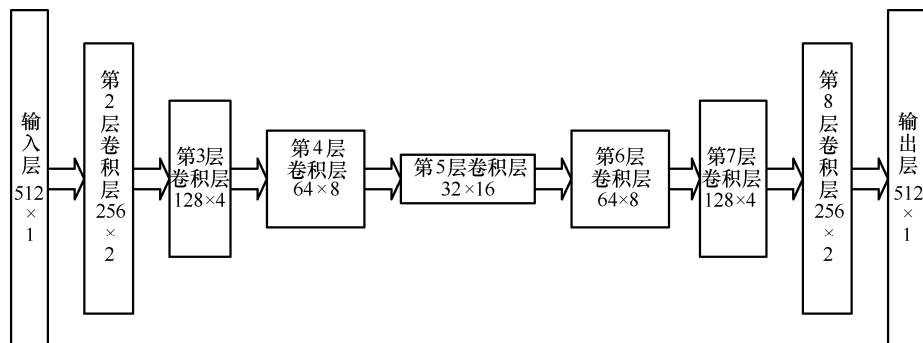 输入层
512×1
第2层卷积层
256×2
第3层
卷积层
128×4
第4层
卷积层
64×8
第5层卷积层
32×16
第6层
卷积层
64×8
第7层
卷积层
128×4
第8层卷积层
256×2
输出层
512×1